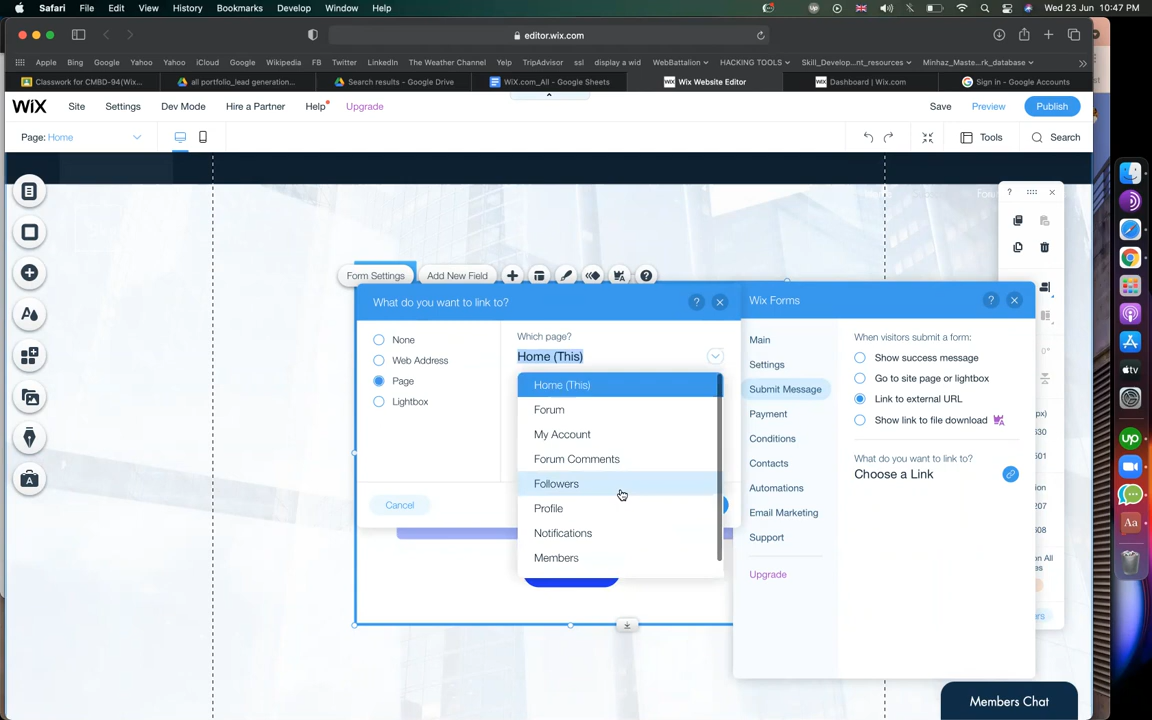 Safari File Edit View History Bookmarks Develop Window Help Wed 23 Jun 10:47 PM
editor.wix.com
Apple Bing Google Yahoo Yahoo iCloud Google Wikipedia FB Twitter LinkedIn The Weather Channel Yelp TripAdvisor ssl display a wid WebBattalion HACKING TOOLS Skill_Develop...nt_resources Minhaz_Maste...rk_database
Classwork for CMBD-94(Wix... all portfolio_lead generation... Search results - Google Drive WiX.com_All - Google Sheets Wix Website Editor Dashboard | Wix.com Sign in - Google Accounts
WiX Site Settings Dev Mode Hire a Partner Help Upgrade Save Preview Publish
Page: Home Tools Search
Form Settings Add New Field
What do you want to link to?
None
Web Address
Page
Lightbox
Cancel
Which page?
Home (This)
Home (This)
Forum
My Account
Forum Comments
Followers
Profile
Notifications
Members
Wix Forms
Main
Settings
Submit Message
Payment
Conditions
Contacts
Automations
Email Marketing
Support
Upgrade
When visitors submit a form:
Show success message
Go to site page or lightbox
Link to external URL
Show link to file download
What do you want to link to?
Choose a Link
Members Chat
tv
up
Aa